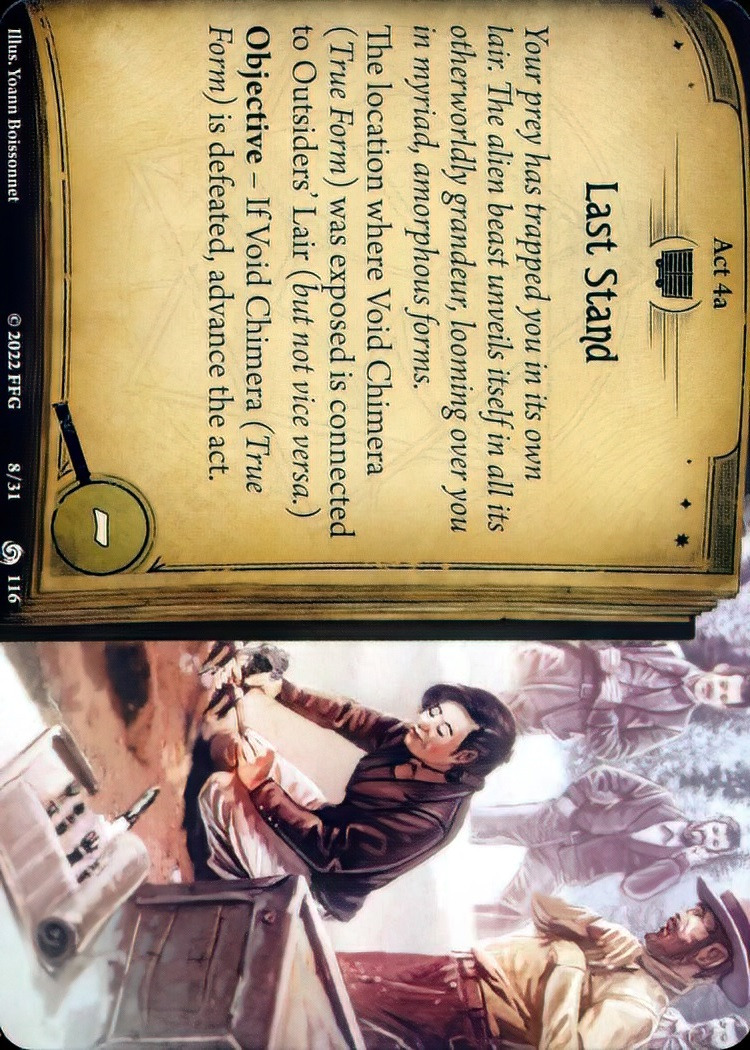 Act 4a
Last Stand
Your prey has trapped you in its own
lair. The alien beast unveils itself in all its
otherworldly grandeur, looming over you
in myriad, amorphous forms.
The location where Void Chimera
(True Form) was exposed is connected
to Outsiders' Lair (but not vice versa.)
Objective – If Void Chimera (True
Form) is defeated, advance the act.
–
Illus. Yoann Boissonnet © 2022 FFG 8/31 116